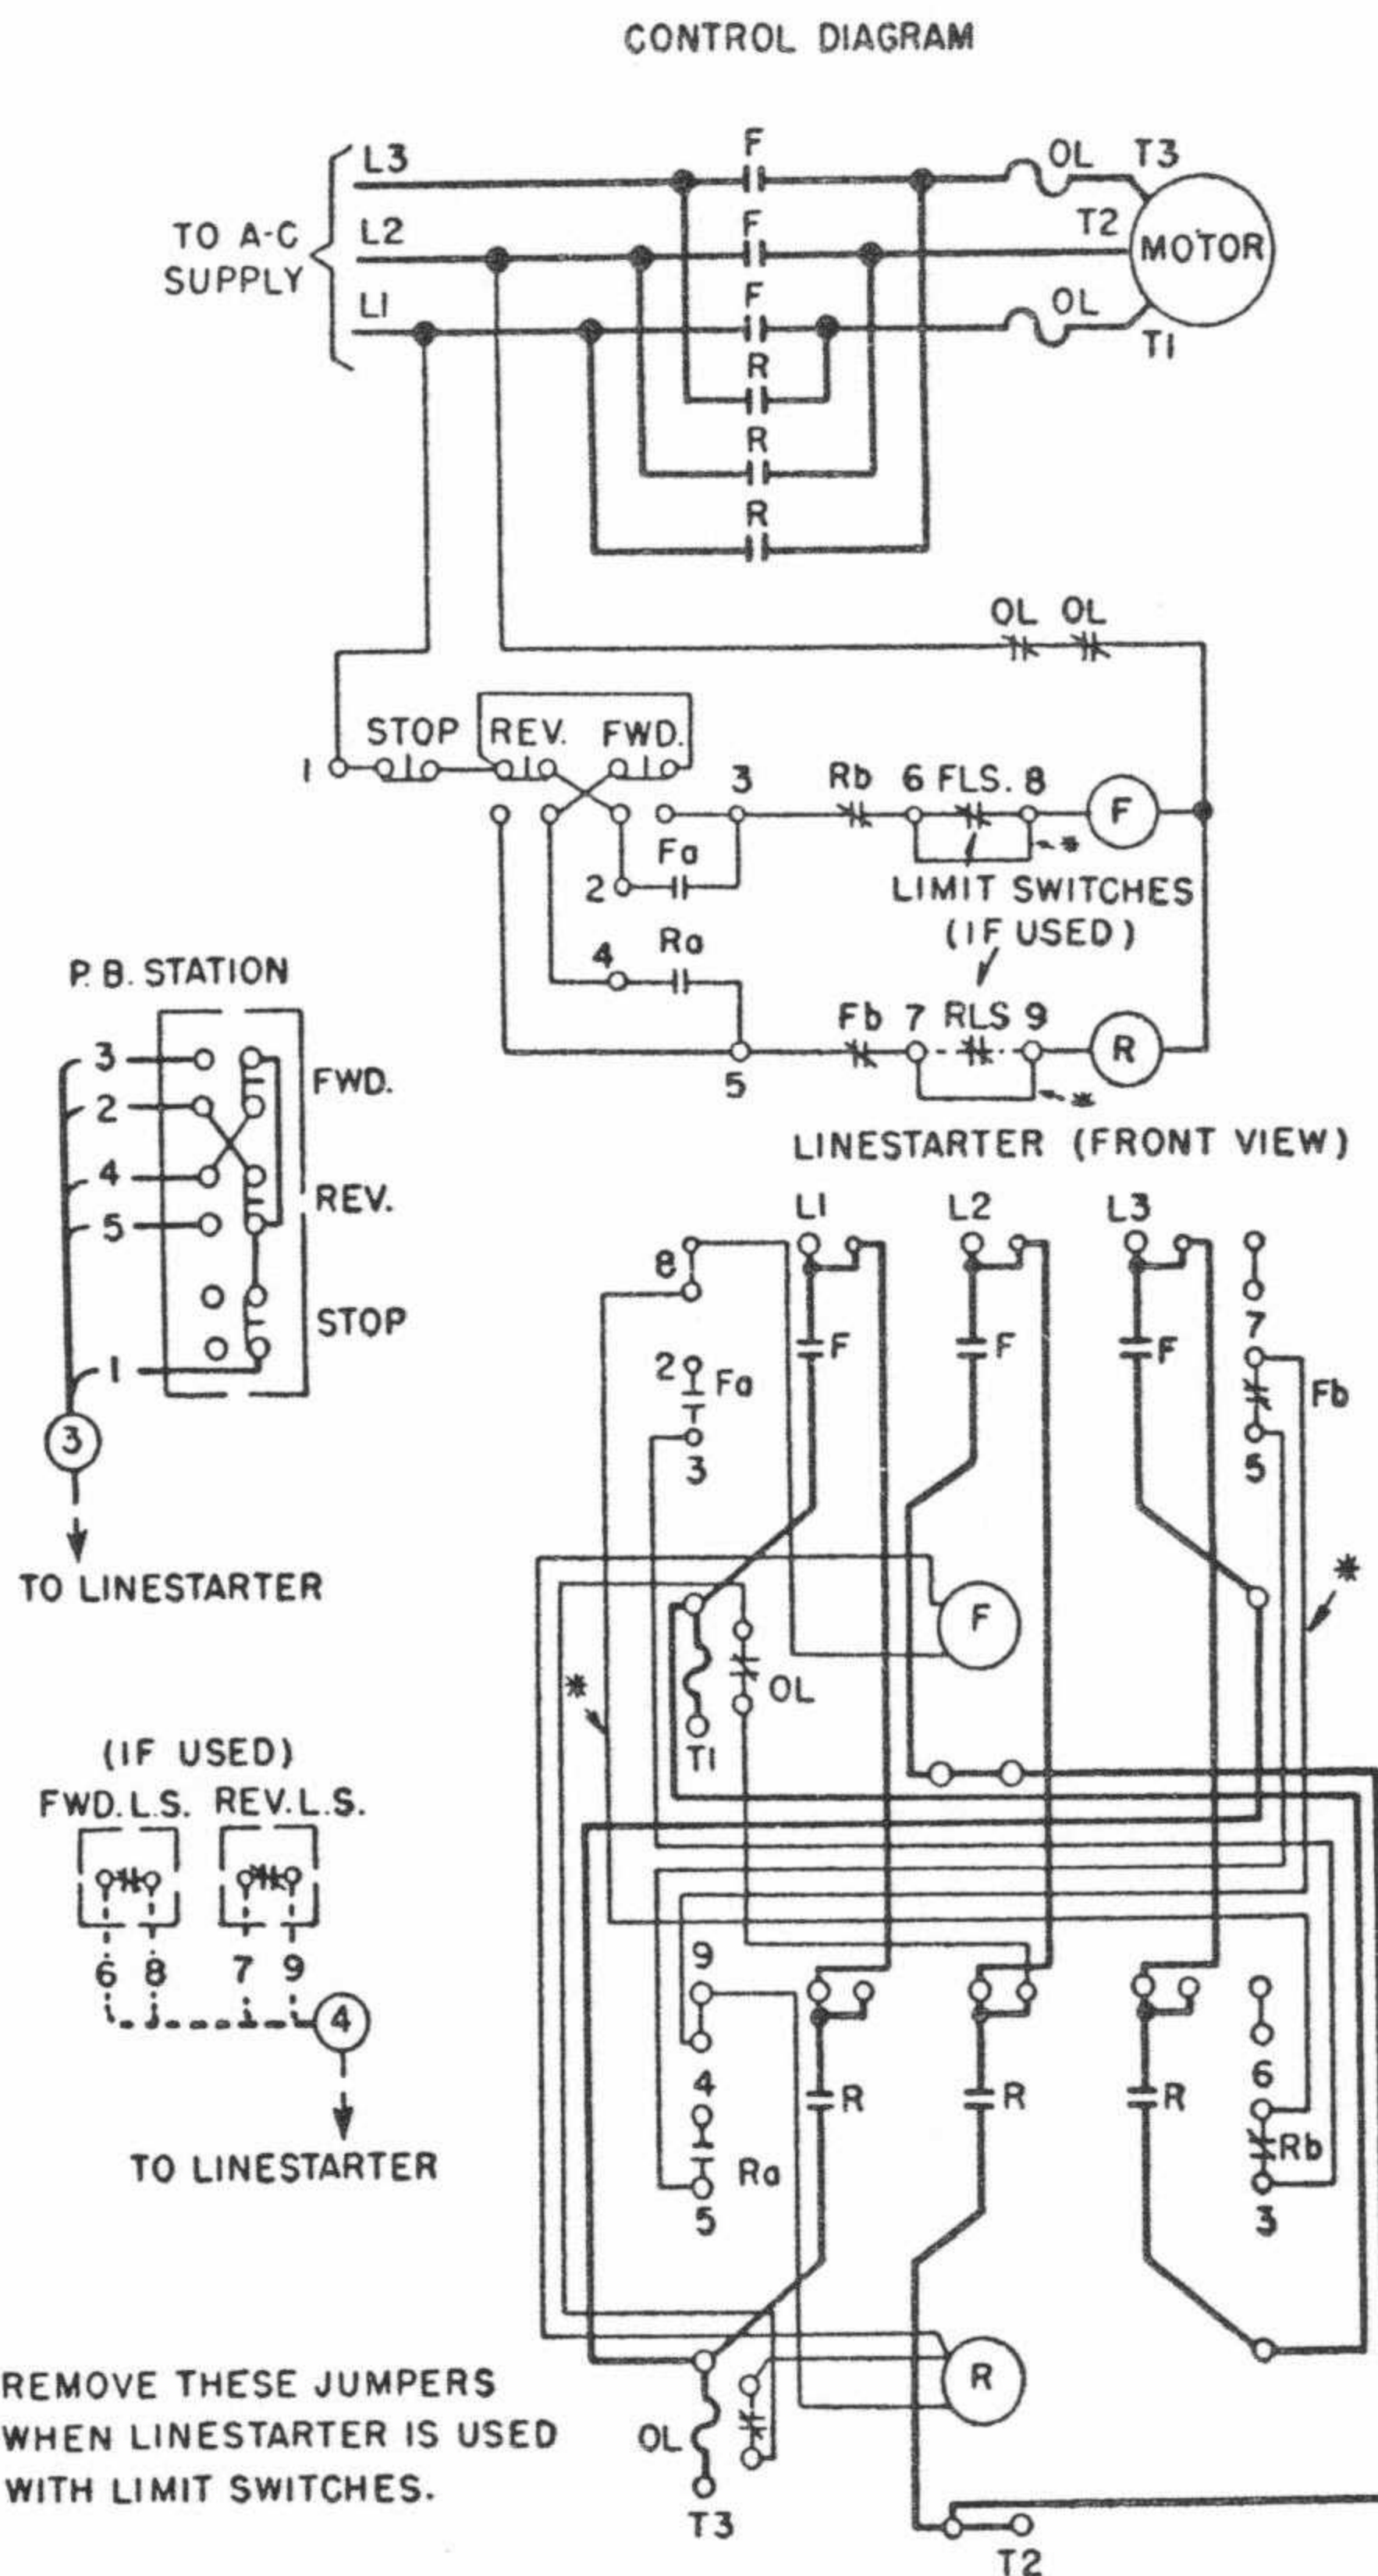 CONTROL DIAGRAM
F
L3
OL T3
TO A-C
SUPPLY
L2
F
T2
MOTOR
L1
F
OL
T1
R
R
R
OL OL
STOP REV. FWD.
1
3 Rb 6 FLS. 8
F
*
Fa
2
LIMIT SWITCHES
(IF USED)
4 Ra
Fb 7 RLS 9
R
5
*
P.B. STATION
3
2
FWD.
4
5
REV.
STOP
1
3
TO LINESTARTER
LINESTARTER (FRONT VIEW)
L1 L2 L3
8
7
F F F
2 Fa
Fb
3
5
*
F
*
OL
T1
(IF USED)
FWD. L.S. REV. L.S.
6 8 7 9
4
TO LINESTARTER
9
4
6
R R R
Ra
Rb
5
3
R
OL
T3
T2
REMOVE THESE JUMPERS
WHEN LINESTARTER IS USED
WITH LIMIT SWITCHES.